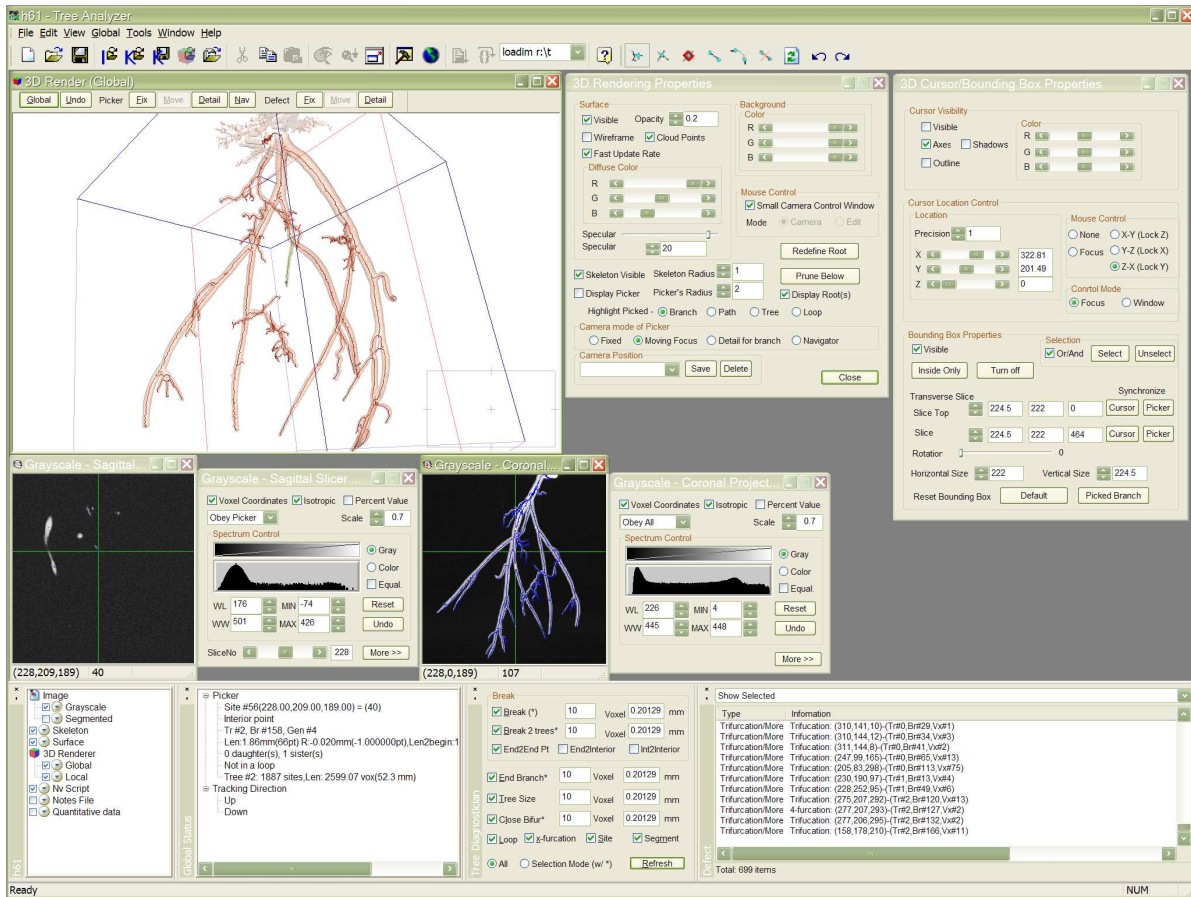 h61 - Tree Analyzer
File Edit View Global Tools Window Help
loadim r:\t
3D Render (Global)
Global Undo Picker Fix Move Detail Nav Defect Fix Move Detail
3D Rendering Properties
Surface
Visible Opacity 0.2
Wireframe Cloud Points
Fast Update Rate
Diffuse Color
R
G
B
Specular
Specular 20
Background
Color
R
G
B
Mouse Control
Small Camera Control Window
Mode Camera Edit
Redefine Root
Skeleton Visible Skeleton Radius 1 Prune Below
Display Picker Picker's Radius 2 Display Root(s)
Highlight Picked - Branch Path Tree Loop
Camera mode of Picker
Fixed Moving Focus Detail for branch Navigator
Camera Position
Save Delete
Close
3D Cursor/Bounding Box Properties
Cursor Visibility
Visible
Axes Shadows
Outline
Color
R
G
B
Cursor Location Control
Location
Precision 1
X 322.81
Y 201.49
Z 0
Mouse Control
None X-Y (Lock Z)
Focus Y-Z (Lock X)
Z-X (Lock Y)
Conrtol Mode
Focus Window
Bounding Box Properties
Visible
Selection
Or/And Select Unselect
Inside Only Turn off
Transverse Slice Synchronize
Slice Top 224.5 222 0 Cursor Picker
Slice 224.5 222 464 Cursor Picker
Rotation 0
Horizontal Size 222 Vertical Size 224.5
Reset Bounding Box Default Picked Branch
Grayscale - Sagittal...
(228,209,189) 40
Grayscale - Sagittal Slicer ...
Voxel Coordinates Isotropic Percent Value
Obey Picker Scale 0.7
Spectrum Control
Gray
Color
Equal.
WL 176 MIN -74 Reset
WW 501 MAX 426 Undo
SliceNo 228 More >>
Grayscale - Coronal...
(228,0,189) 107
Grayscale - Coronal Project...
Voxel Coordinates Isotropic Percent Value
Obey All Scale 0.7
Spectrum Control
Gray
Color
Equal.
WL 226 MIN 4 Reset
WW 445 MAX 448 Undo
More >>
h61
Image
Grayscale
Segmented
Skeleton
Surface
3D Renderer
Global
Local
Nv Script
Notes File
Quantitative data
Global Status
Picker
Site #56(228.00,209.00,189.00) = (40)
Interior point
Tr #2, Br #158, Gen #4
Len:1.86mm(66pt) R:-0.020mm(-1.000000pt),Len2begin:1
0 daughter(s), 1 sister(s)
Not in a loop
Tree #2: 1887 sites,Len: 2599.07 vox(52.3 mm)
Tracking Direction
Up
Down
Tree Diagnostician
Break
Break (*) 10 Voxel 0.20129 mm
Break 2 trees* 10 Voxel 0.20129 mm
End2End Pt End2Interior Int2Interior
End Branch* 10 Voxel 0.20129 mm
Tree Size 10 Voxel 0.20129 mm
Close Bifur* 10 Voxel 0.20129 mm
Loop x-furcation Site Segment
All Selection Mode (w/ *) Refresh
Defect
Show Selected
Type Infomation
Trifurcation/More Trifucation: (310,141,10)-(Tr#0,Br#29,Vx#1)
Trifurcation/More Trifucation: (310,144,12)-(Tr#0,Br#34,Vx#3)
Trifurcation/More Trifucation: (311,144,8)-(Tr#0,Br#41,Vx#2)
Trifurcation/More Trifucation: (247,99,165)-(Tr#0,Br#65,Vx#13)
Trifurcation/More Trifucation: (205,83,298)-(Tr#0,Br#113,Vx#75)
Trifurcation/More Trifucation: (230,190,97)-(Tr#1,Br#13,Vx#4)
Trifurcation/More Trifucation: (228,252,95)-(Tr#1,Br#49,Vx#6)
Trifurcation/More Trifucation: (275,207,292)-(Tr#2,Br#120,Vx#13)
Trifurcation/More 4-furcation: (277,207,293)-(Tr#2,Br#127,Vx#2)
Trifurcation/More Trifucation: (277,206,295)-(Tr#2,Br#132,Vx#2)
Trifurcation/More Trifucation: (158,178,210)-(Tr#2,Br#166,Vx#11)
Total: 699 items
Ready NUM